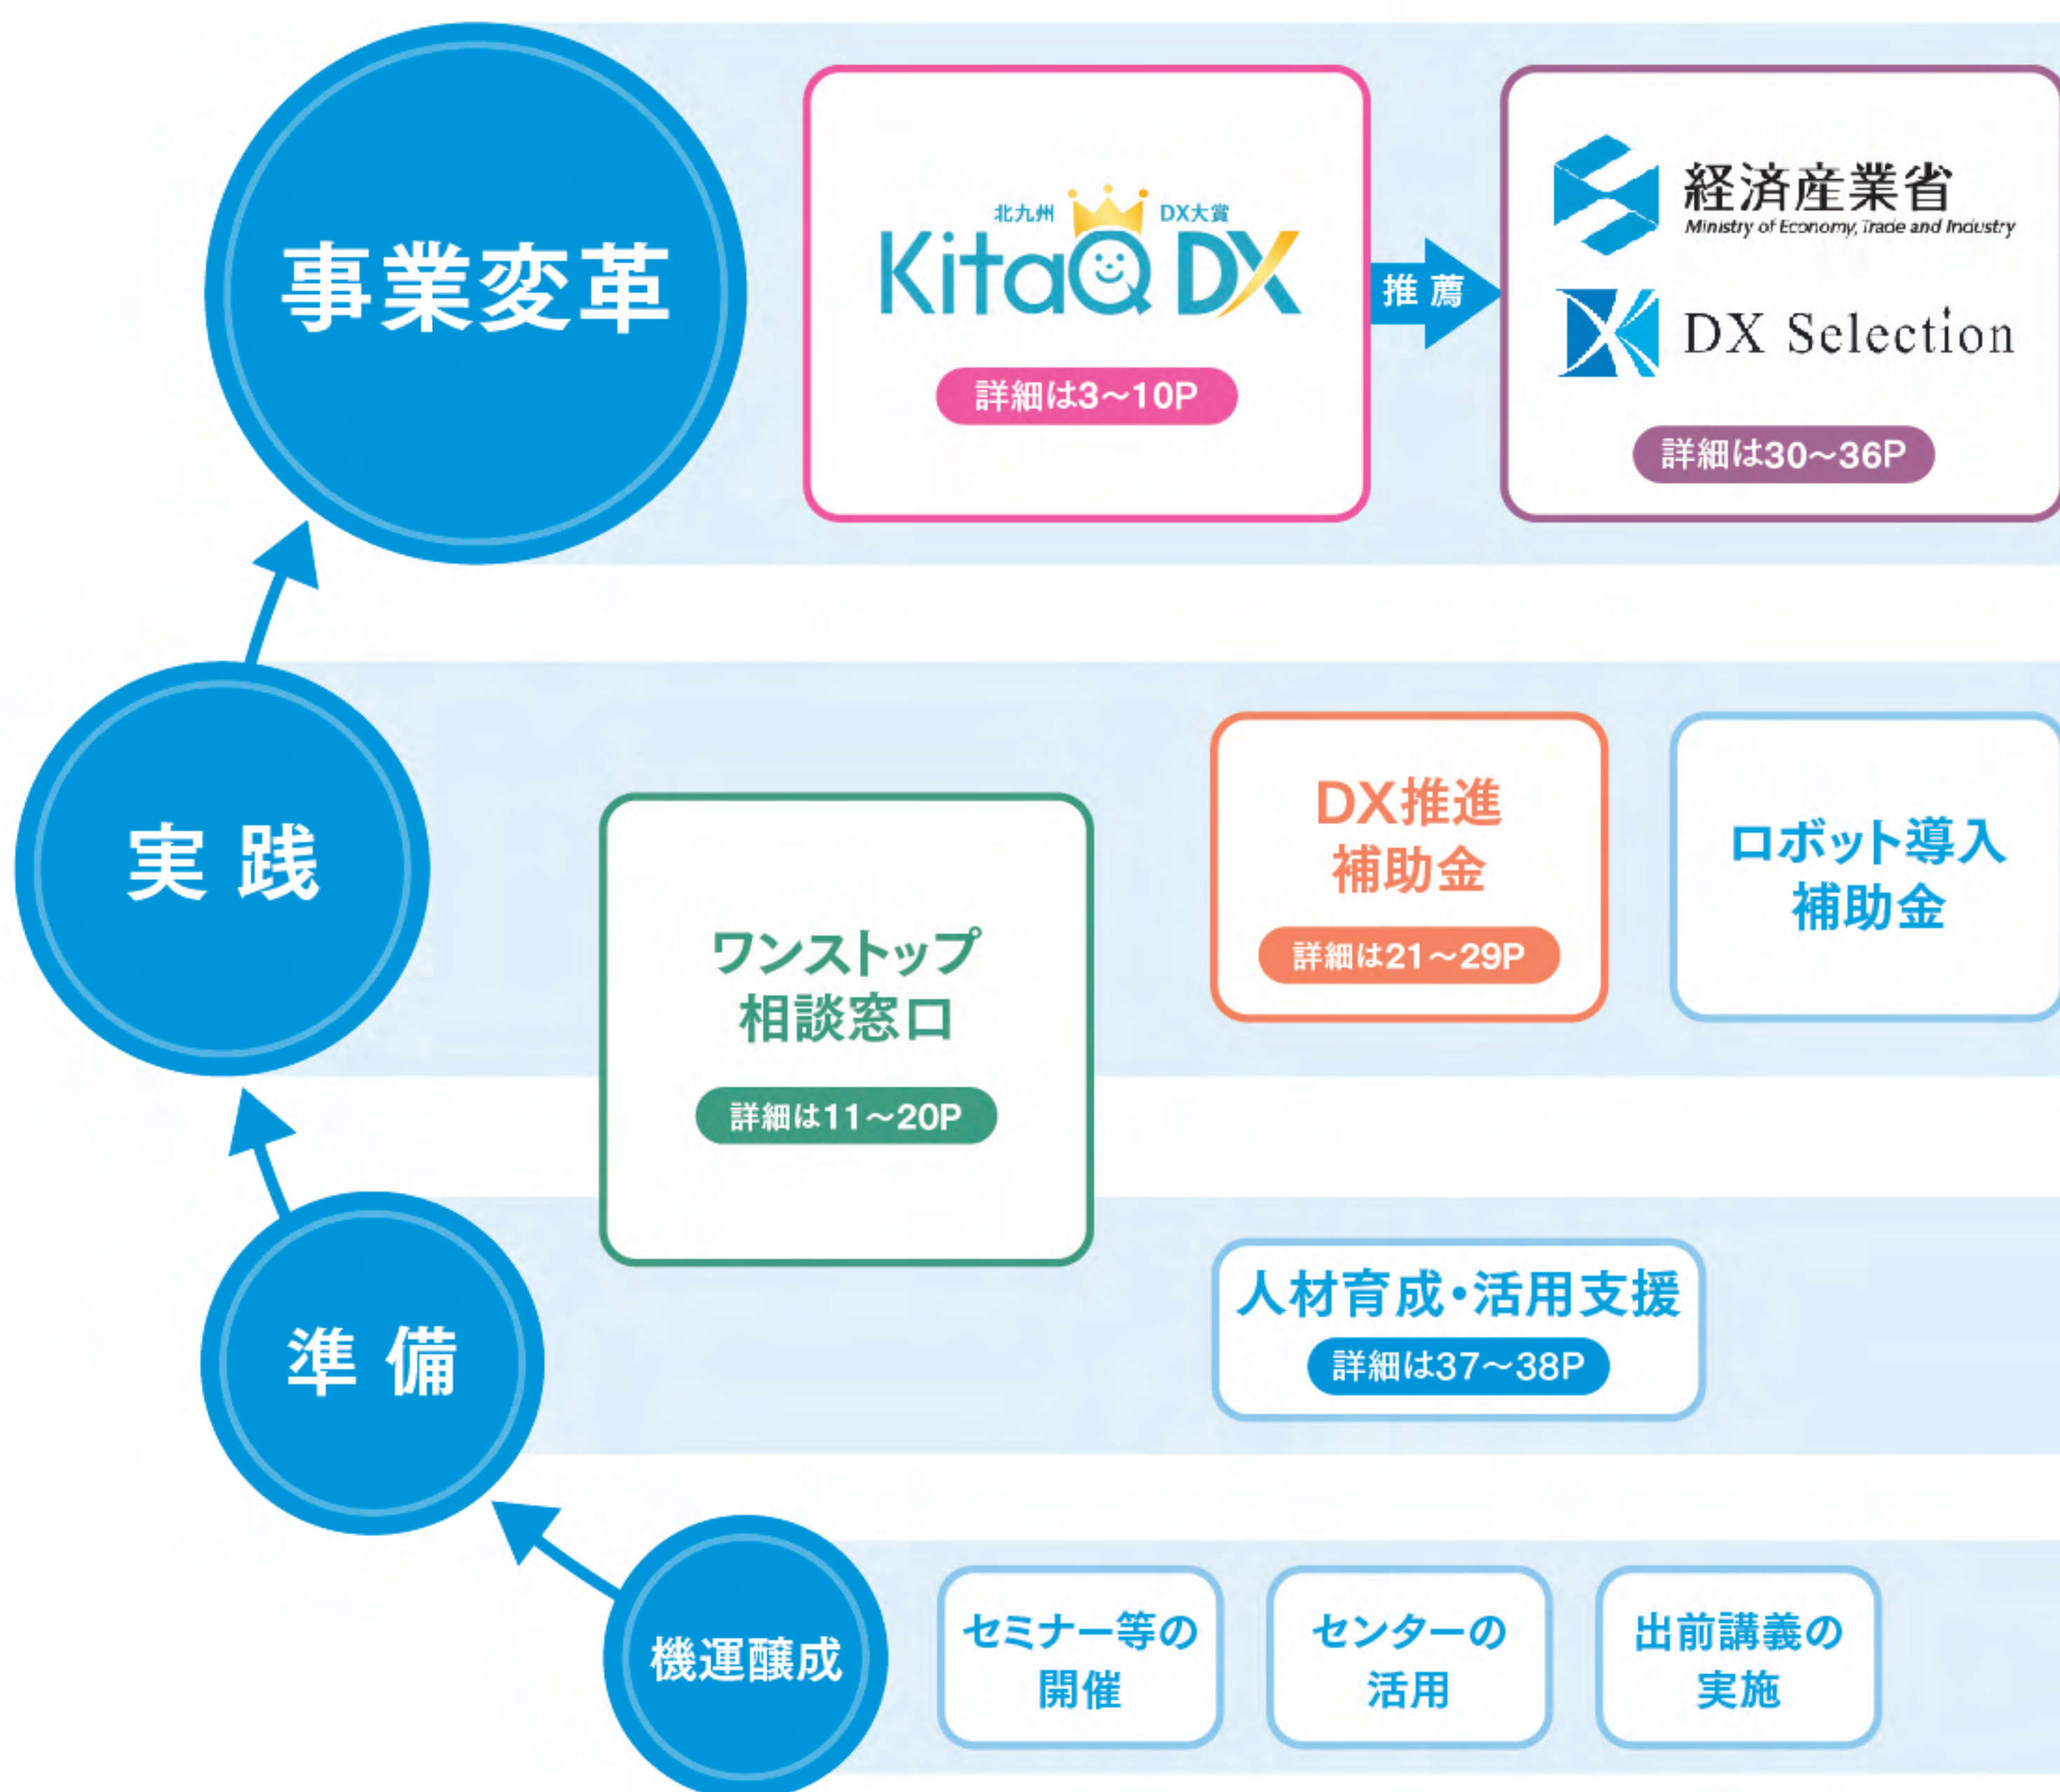 事業変革
北九州 DX大賞
KitaQ DX
詳細は3〜10P
推薦
経済産業省
Ministry of Economy, Trade and Industry
DX Selection
詳細は30〜36P
実践
ワンストップ
相談窓口
詳細は11〜20P
DX推進
補助金
詳細は21〜29P
ロボット導入
補助金
準備
人材育成・活用支援
詳細は37〜38P
機運醸成
セミナー等の
開催
センターの
活用
出前講義の
実施